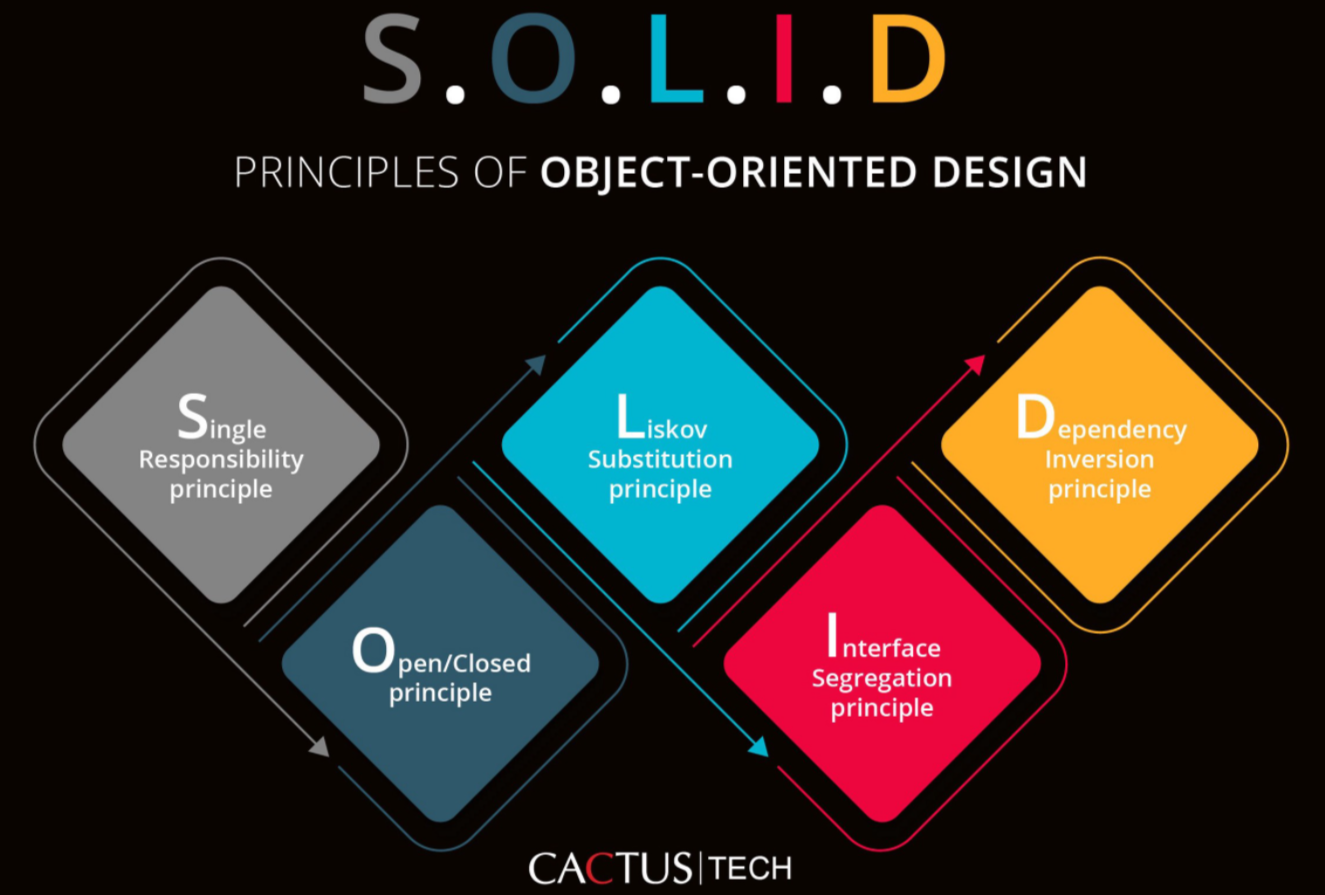 S.O.L.I.D
PRINCIPLES OF OBJECT-ORIENTED DESIGN
Single
Responsibility
principle
Open/Closed
principle
Liskov
Substitution
principle
Interface
Segregation
principle
Dependency
Inversion
principle
CACTUS|TECH